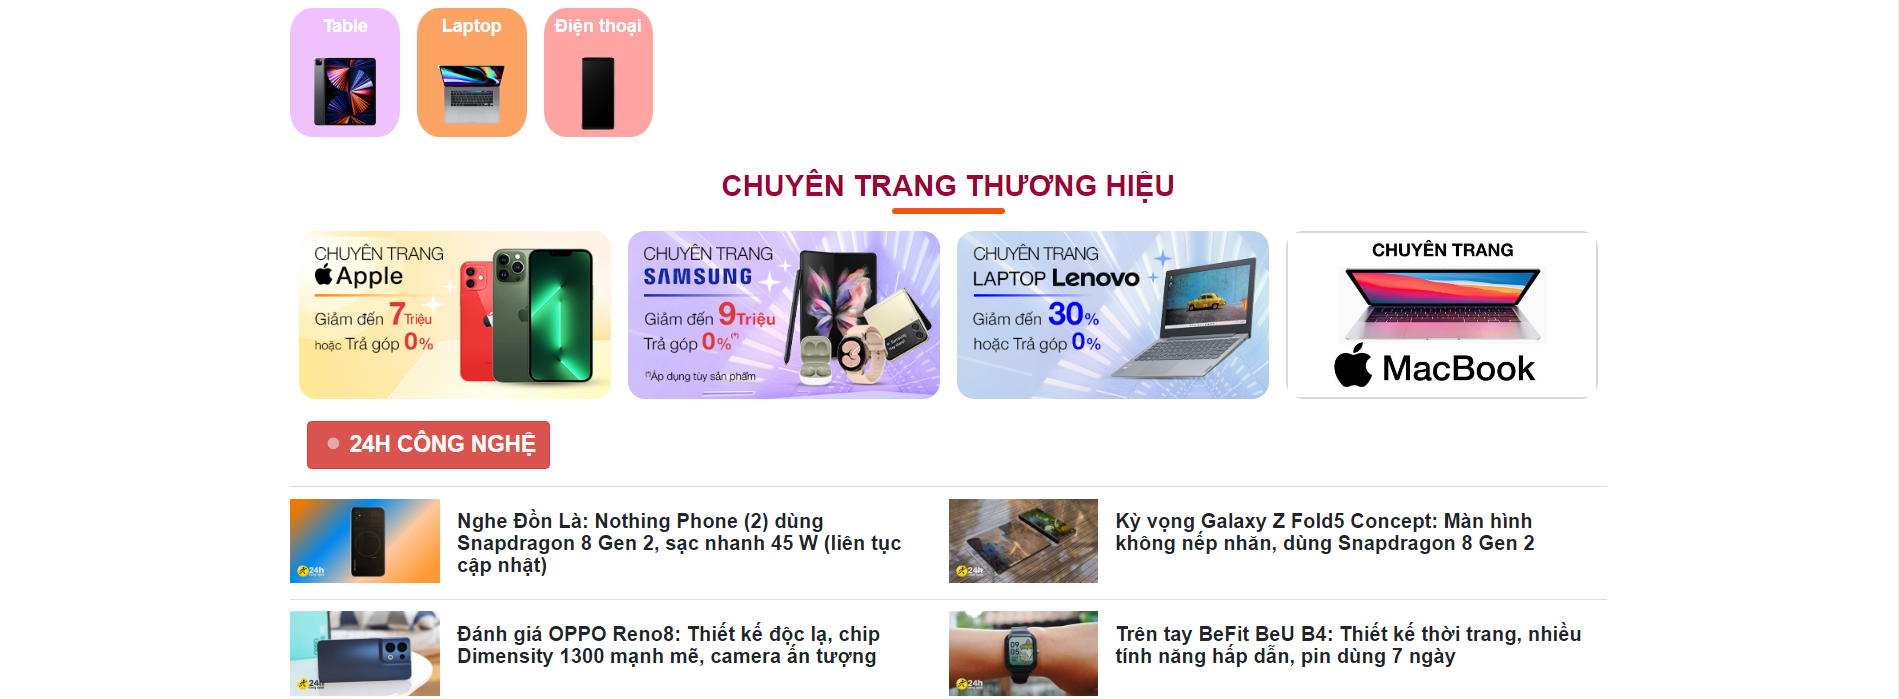 Table
Laptop
Điện thoại
CHUYÊN TRANG THƯƠNG HIỆU
CHUYÊN TRANG
Apple
Giảm đến 7 Triệu
hoặc Trả góp 0%
CHUYÊN TRANG
SAMSUNG
Giảm đến 9 Triệu
Trả góp 0% (*)
(*)Áp dụng tùy sản phẩm
CHUYÊN TRANG
LAPTOP Lenovo
Giảm đến 30%
hoặc Trả góp 0%
CHUYÊN TRANG
MacBook
24H CÔNG NGHỆ
Nghe Đồn Là: Nothing Phone (2) dùng
Snapdragon 8 Gen 2, sạc nhanh 45 W (liên tục
cập nhật)
24h
Kỳ vọng Galaxy Z Fold5 Concept: Màn hình
không nếp nhăn, dùng Snapdragon 8 Gen 2
24h
Đánh giá OPPO Reno8: Thiết kế độc lạ, chip
Dimensity 1300 mạnh mẽ, camera ấn tượng
24h
Trên tay BeFit BeU B4: Thiết kế thời trang, nhiều
tính năng hấp dẫn, pin dùng 7 ngày
24h